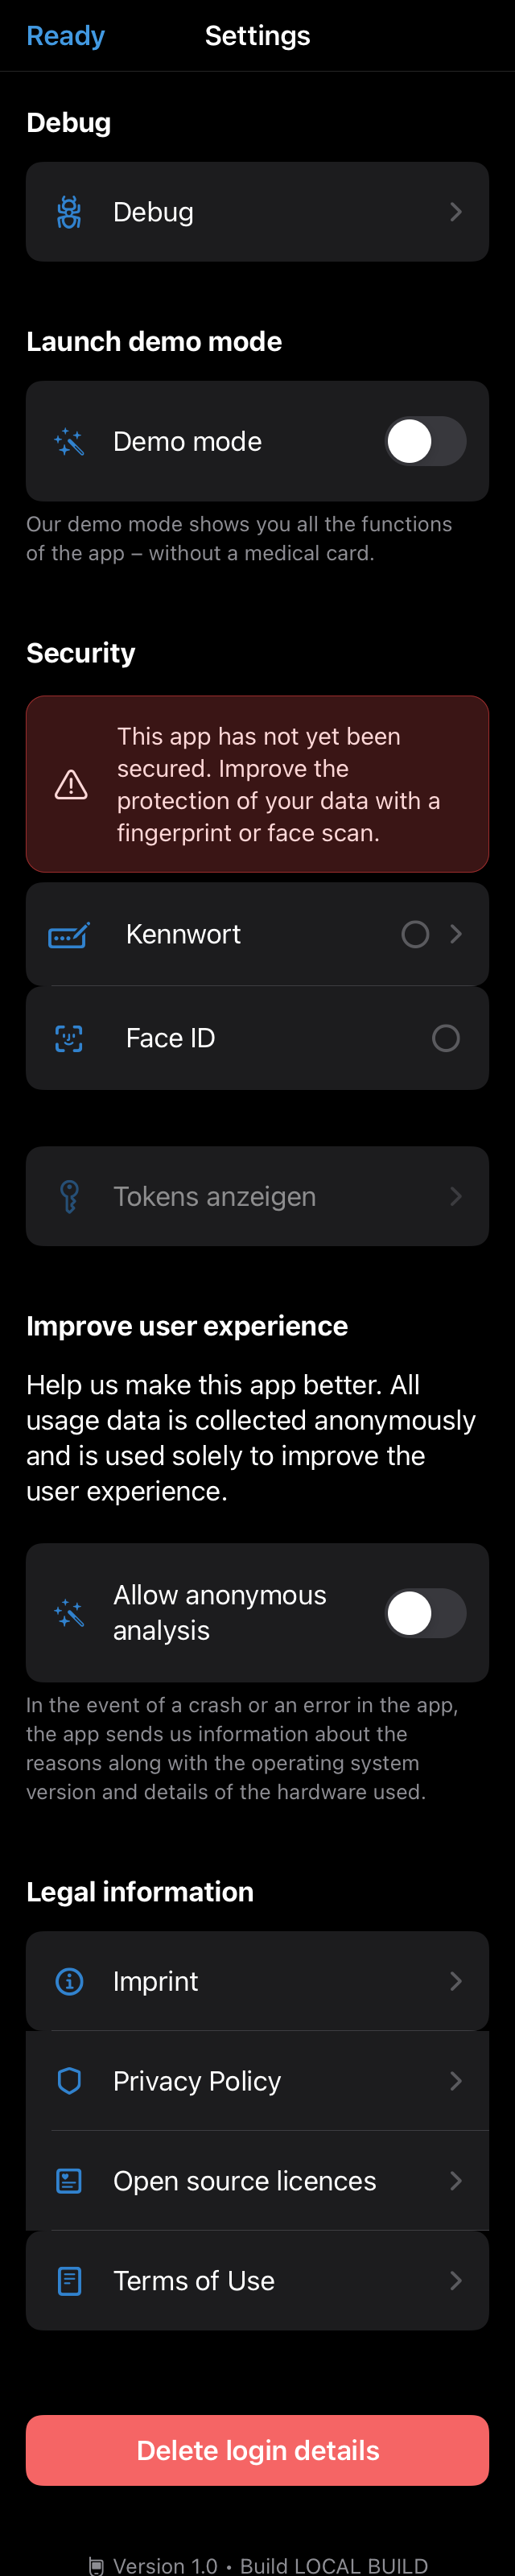 Ready
Settings
Debug
Debug
Launch demo mode
Demo mode
Our demo mode shows you all the functions
of the app – without a medical card.
Security
This app has not yet been
secured. Improve the
protection of your data with a
fingerprint or face scan.
Kennwort
Face ID
Tokens anzeigen
Improve user experience
Help us make this app better. All
usage data is collected anonymously
and is used solely to improve the
user experience.
Allow anonymous
analysis
In the event of a crash or an error in the app,
the app sends us information about the
reasons along with the operating system
version and details of the hardware used.
Legal information
Imprint
Privacy Policy
Open source licences
Terms of Use
Delete login details
Version 1.0 • Build LOCAL BUILD